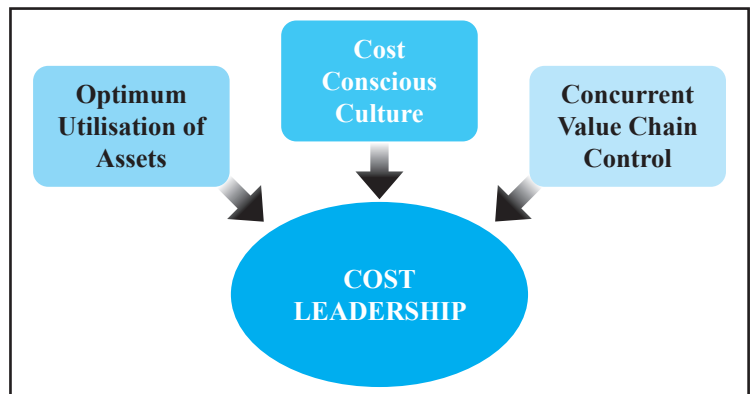 Optimum
Utilisation of
Assets
Cost
Conscious
Culture
Concurrent
Value Chain
Control
COST
LEADERSHIP